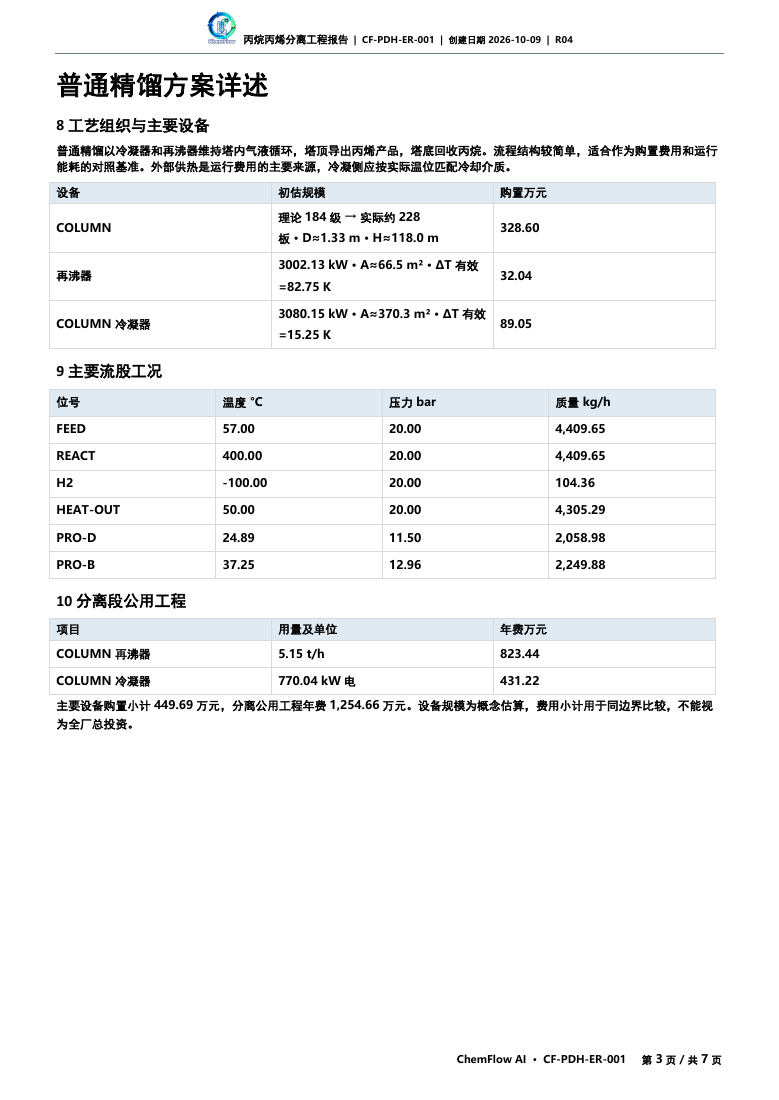 ChemFlow
丙烷丙烯分离工程报告 | CF-PDH-ER-001 | 创建日期 2026-10-09 | R04
普通精馏方案详述
8 工艺组织与主要设备
普通精馏以冷凝器和再沸器维持塔内气液循环，塔顶导出丙烯产品，塔底回收丙烷。流程结构较简单，适合作为购置费用和运行
能耗的对照基准。外部供热是运行费用的主要来源，冷凝侧应按实际温位匹配冷却介质。
设备 初估规模 购置万元
COLUMN 理论 184 级 → 实际约 228
板・D≈1.33 m・H≈118.0 m 328.60
再沸器 3002.13 kW・A≈66.5 m²・ΔT 有效
=82.75 K 32.04
COLUMN 冷凝器 3080.15 kW・A≈370.3 m²・ΔT 有效
=15.25 K 89.05
9 主要流股工况
位号 温度 °C 压力 bar 质量 kg/h
FEED 57.00 20.00 4,409.65
REACT 400.00 20.00 4,409.65
H2 -100.00 20.00 104.36
HEAT-OUT 50.00 20.00 4,305.29
PRO-D 24.89 11.50 2,058.98
PRO-B 37.25 12.96 2,249.88
10 分离段公用工程
项目 用量及单位 年费万元
COLUMN 再沸器 5.15 t/h 823.44
COLUMN 冷凝器 770.04 kW 电 431.22
主要设备购置小计 449.69 万元，分离公用工程年费 1,254.66 万元。设备规模为概念估算，费用小计用于同边界比较，不能视
为全厂总投资。
ChemFlow AI • CF-PDH-ER-001 第 3 页 / 共 7 页